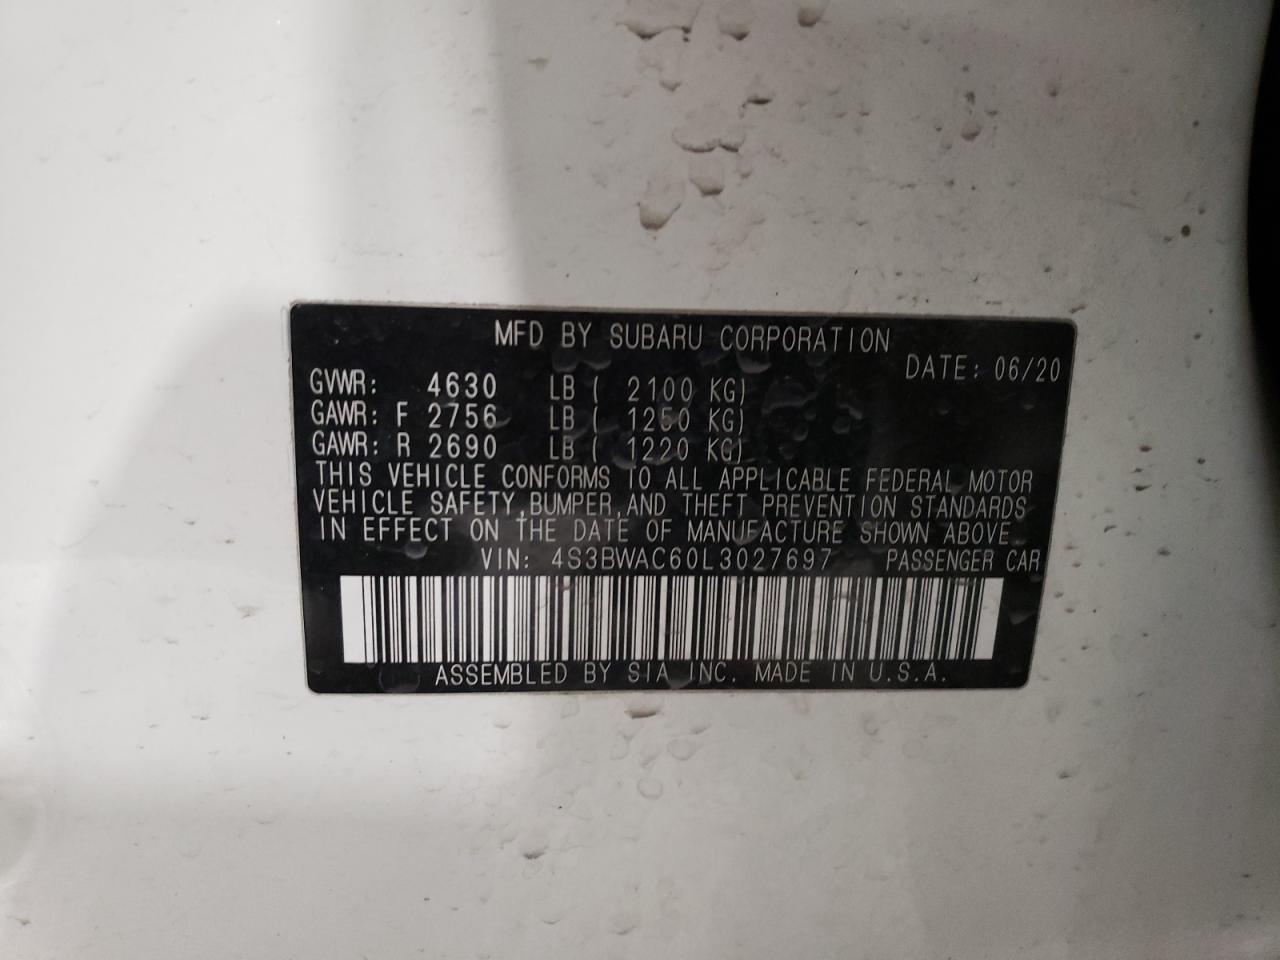 MFD BY SUBARU CORPORATION
DATE: 06/20
GVWR: 4630 LB ( 2100 KG)
GAWR: F 2756 LB ( 1250 KG)
GAWR: R 2690 LB ( 1220 KG)
THIS VEHICLE CONFORMS TO ALL APPLICABLE FEDERAL MOTOR
VEHICLE SAFETY, BUMPER, AND THEFT PREVENTION STANDARDS
IN EFFECT ON THE DATE OF MANUFACTURE SHOWN ABOVE.
VIN: 4S3BWAC60L3027697 PASSENGER CAR
ASSEMBLED BY SIA INC. MADE IN U.S.A.